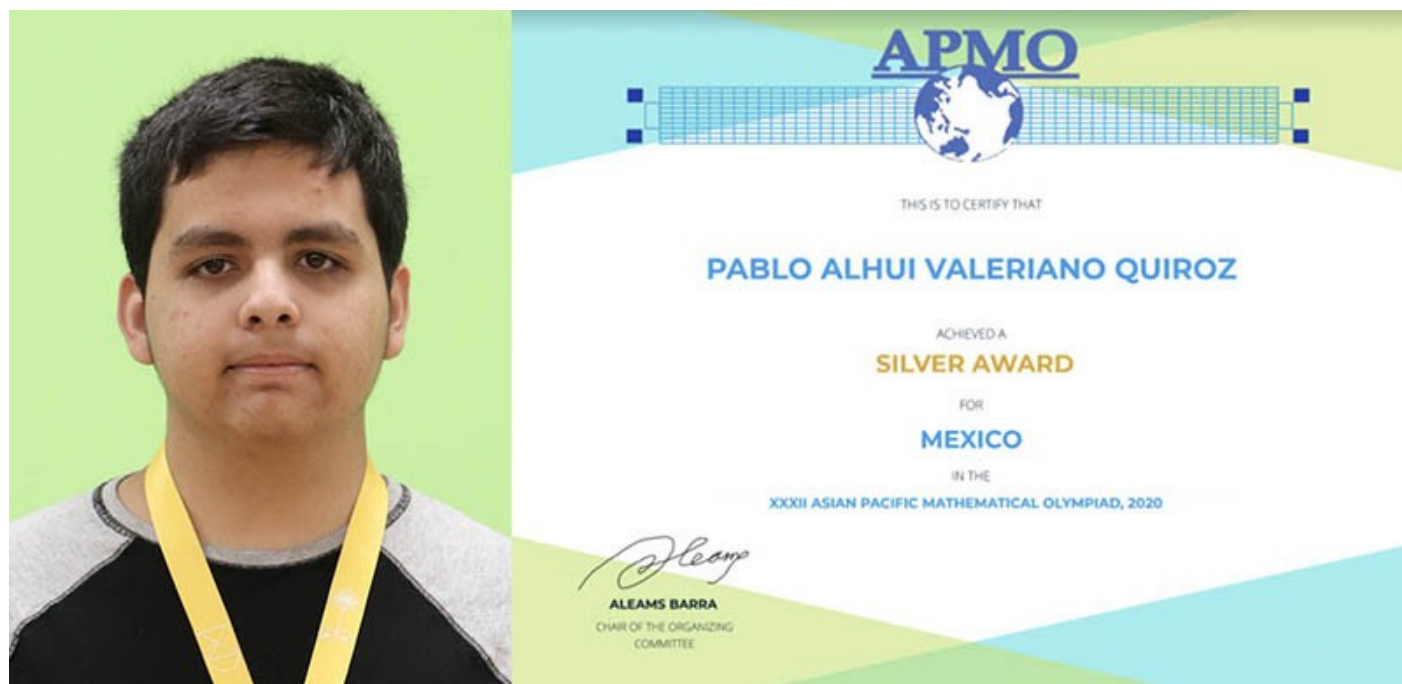 APMO
THIS IS TO CERTIFY THAT
PABLO ALHUI VALERIANO QUIROZ
ACHIEVED A
SILVER AWARD
FOR
MEXICO
IN THE
XXXII ASIAN PACIFIC MATHEMATICAL OLYMPIAD, 2020
Aleams
ALEAMS BARRA
CHAIR OF THE ORGANIZING
COMMITTEE